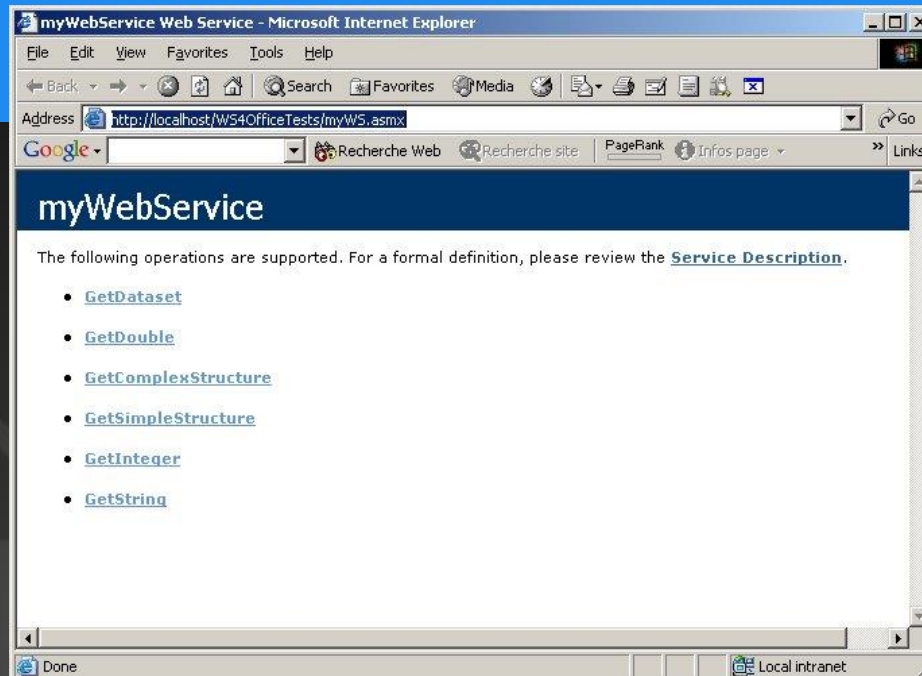 myWebService Web Service - Microsoft Internet Explorer
File Edit View Favorites Tools Help
Back Search Favorites Media
Address http://localhost/WS4OfficeTests/myWS.asmx Go
Google Recherche Web Recherche site PageRank Infos page » Links
myWebService
The following operations are supported. For a formal definition, please review the Service Description.
• GetDataset
• GetDouble
• GetComplexStructure
• GetSimpleStructure
• GetInteger
• GetString
Done Local intranet